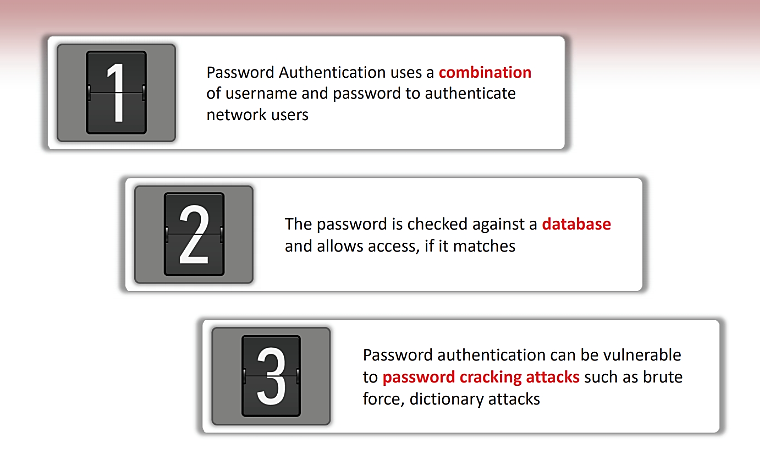 1
Password Authentication uses a combination
of username and password to authenticate
network users
2
The password is checked against a database
and allows access, if it matches
3
Password authentication can be vulnerable
to password cracking attacks such as brute
force, dictionary attacks